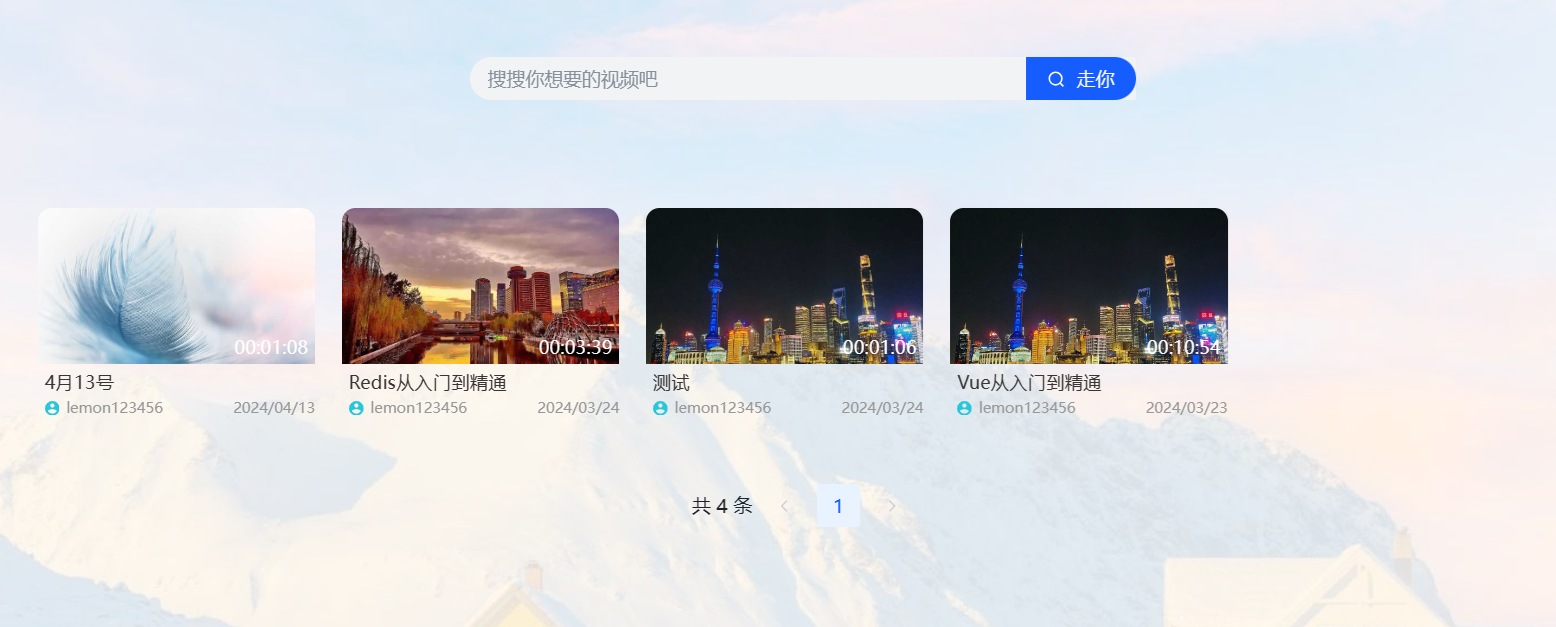 搜搜你想要的视频吧
走你
00:01:08
00:03:39
00:01:06
00:10:54
4月13号
Redis从入门到精通
测试
Vue从入门到精通
lemon123456 2024/04/13
lemon123456 2024/03/24
lemon123456 2024/03/24
lemon123456 2024/03/23
共 4 条 1